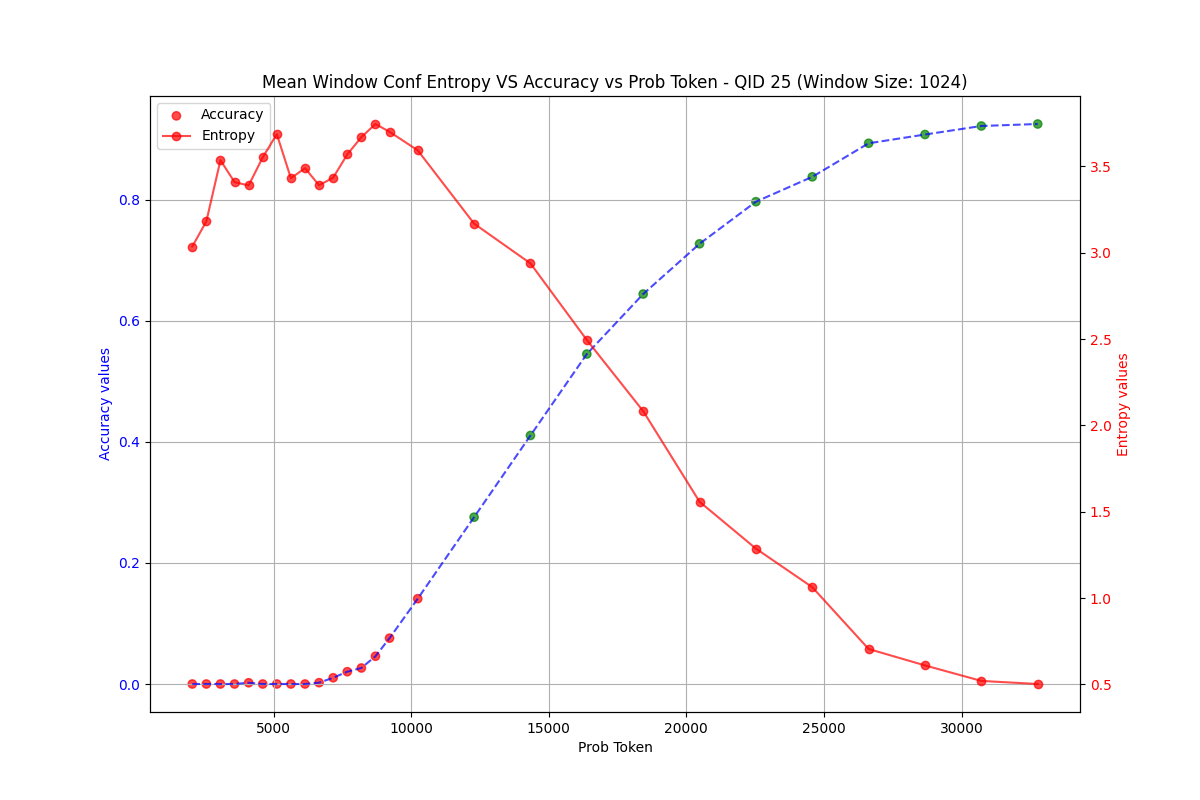 Mean Window Conf Entropy VS Accuracy vs Prob Token - QID 25 (Window Size: 1024)
Accuracy
Entropy
Accuracy values
0.8
0.6
0.4
0.2
0.0
3.5
3.0
2.5
2.0
1.5
1.0
0.5
Entropy values
5000 10000 15000 20000 25000 30000
Prob Token